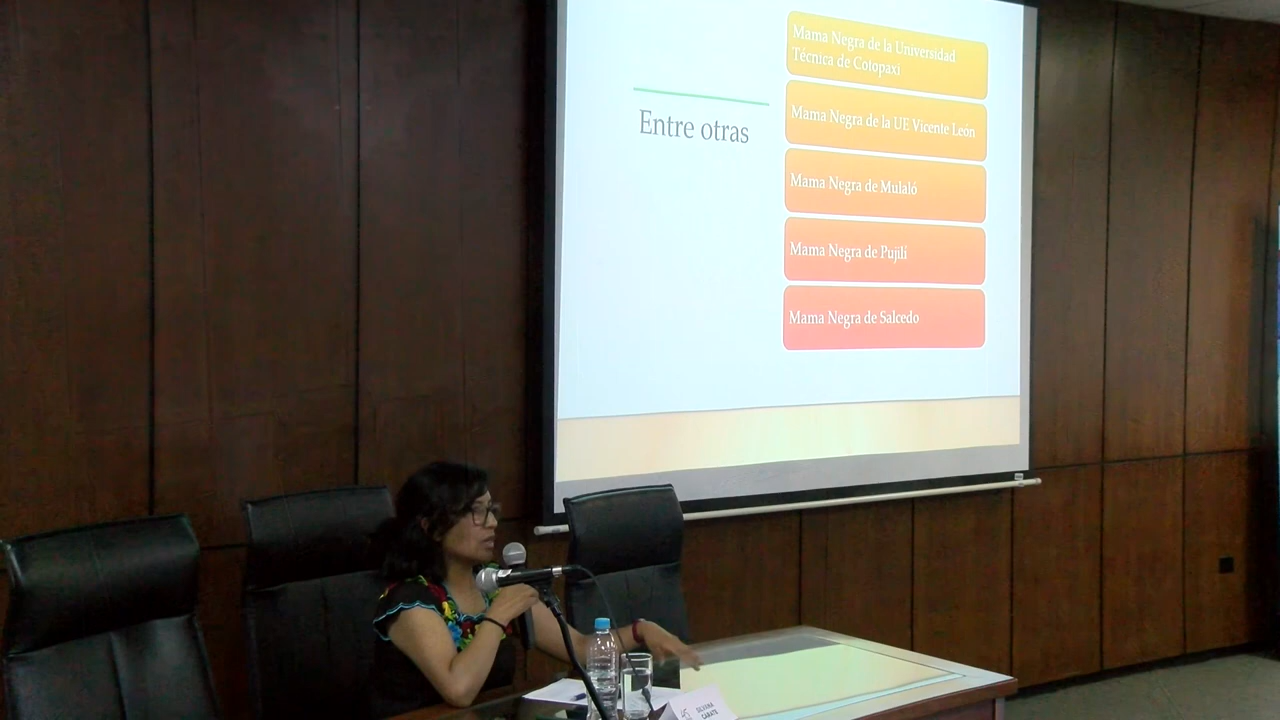 Entre otras
Mama Negra de la Universidad
Técnica de Cotopaxi
Mama Negra de la UE Vicente León
Mama Negra de Mulaló
Mama Negra de Pujilí
Mama Negra de Salcedo
SILVANA